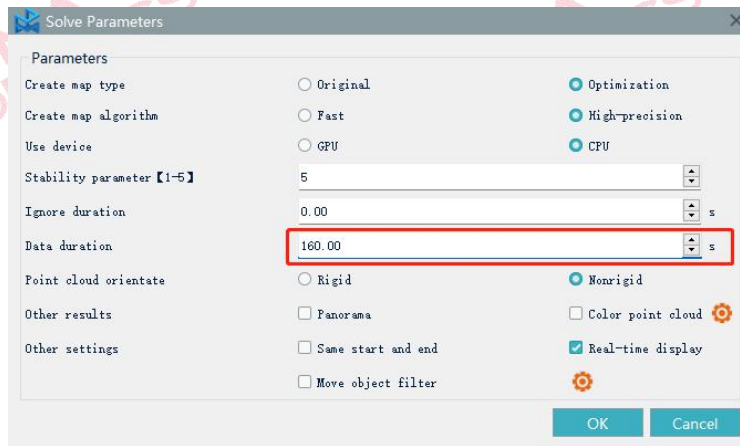 Solve Parameters
Parameters
Create map type Original Optimization
Create map algorithm Fast High-precision
Use device GPU CPU
Stability parameter【1-5】 5
Ignore duration 0.00 s
Data duration 160.00 s
Point cloud orientate Rigid Nonrigid
Other results Panorama Color point cloud
Other settings Same start and end Real-time display
Move object filter
OK Cancel